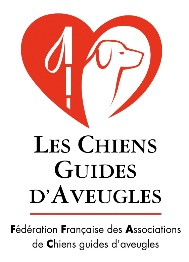 LES CHIENS
GUIDES
D'AVEUGLES
Fédération Française des Associations
de Chiens guides d'aveugles